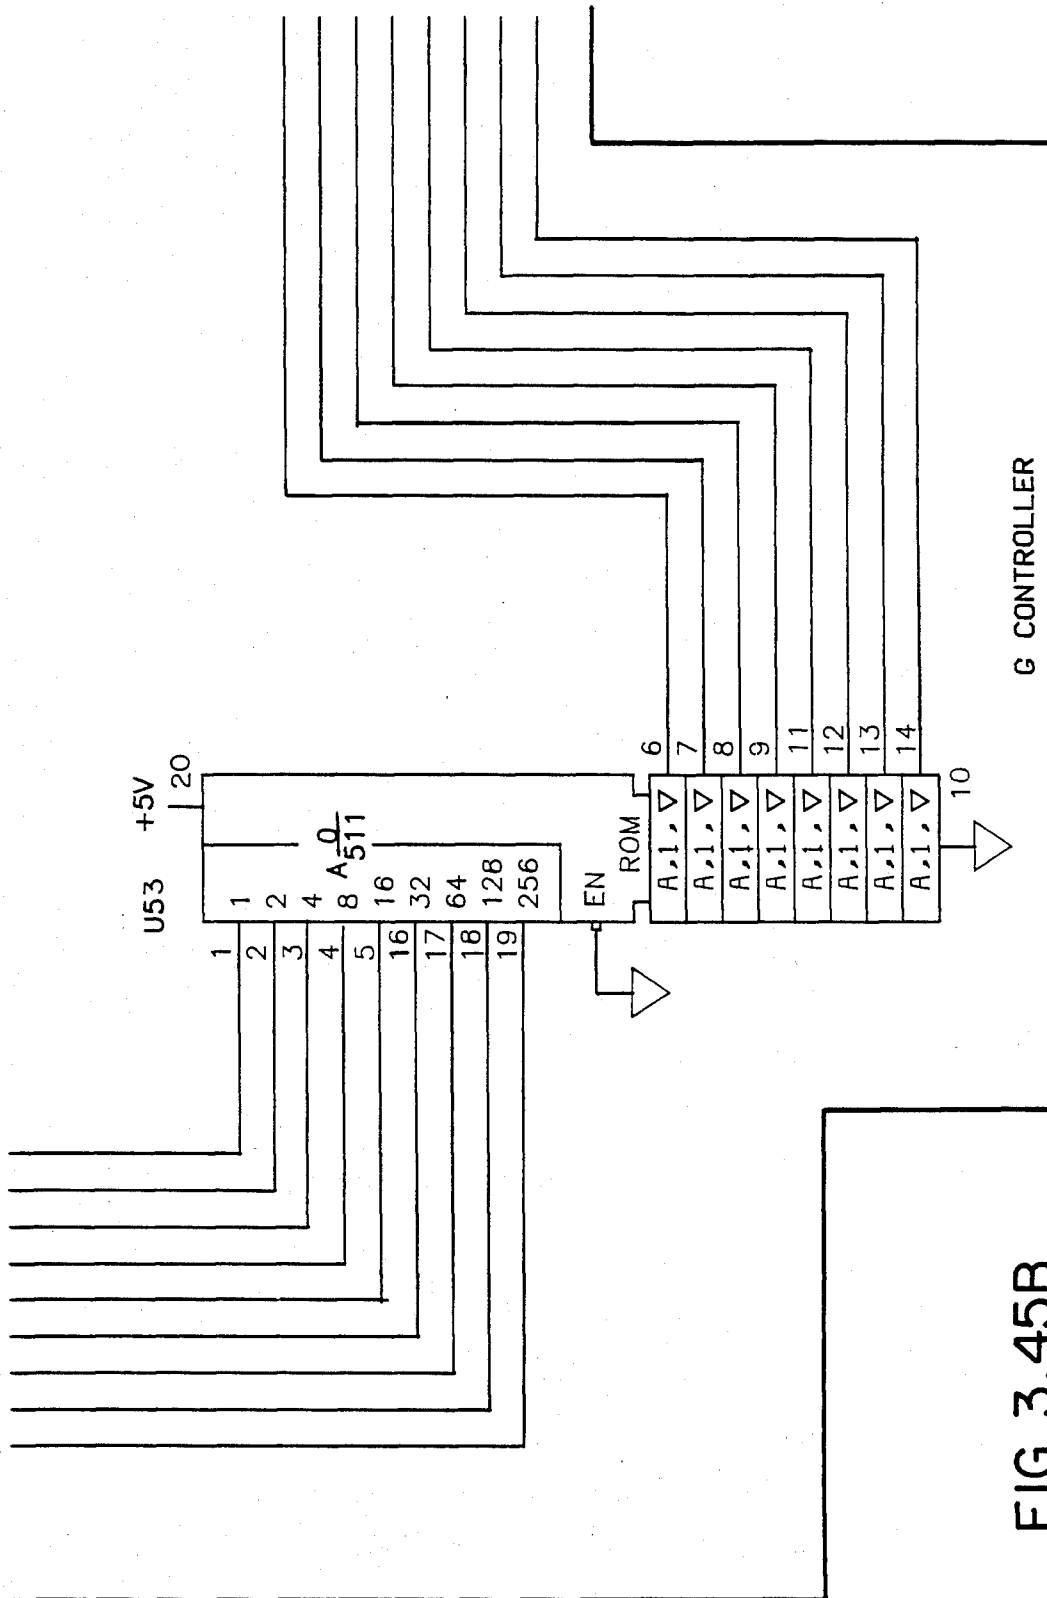 U53
+5V
20
1 1
2 2
3 4
4 8
5 16
16 32
17 64
18 128
19 256
A 0/511
EN
ROM
A,1,▽ 6
A,1,▽ 7
A,1,▽ 8
A,1,▽ 9
A,1,▽ 11
A,1,▽ 12
A,1,▽ 13
A,1,▽ 14
10
G CONTROLLER
FIG 3.45B